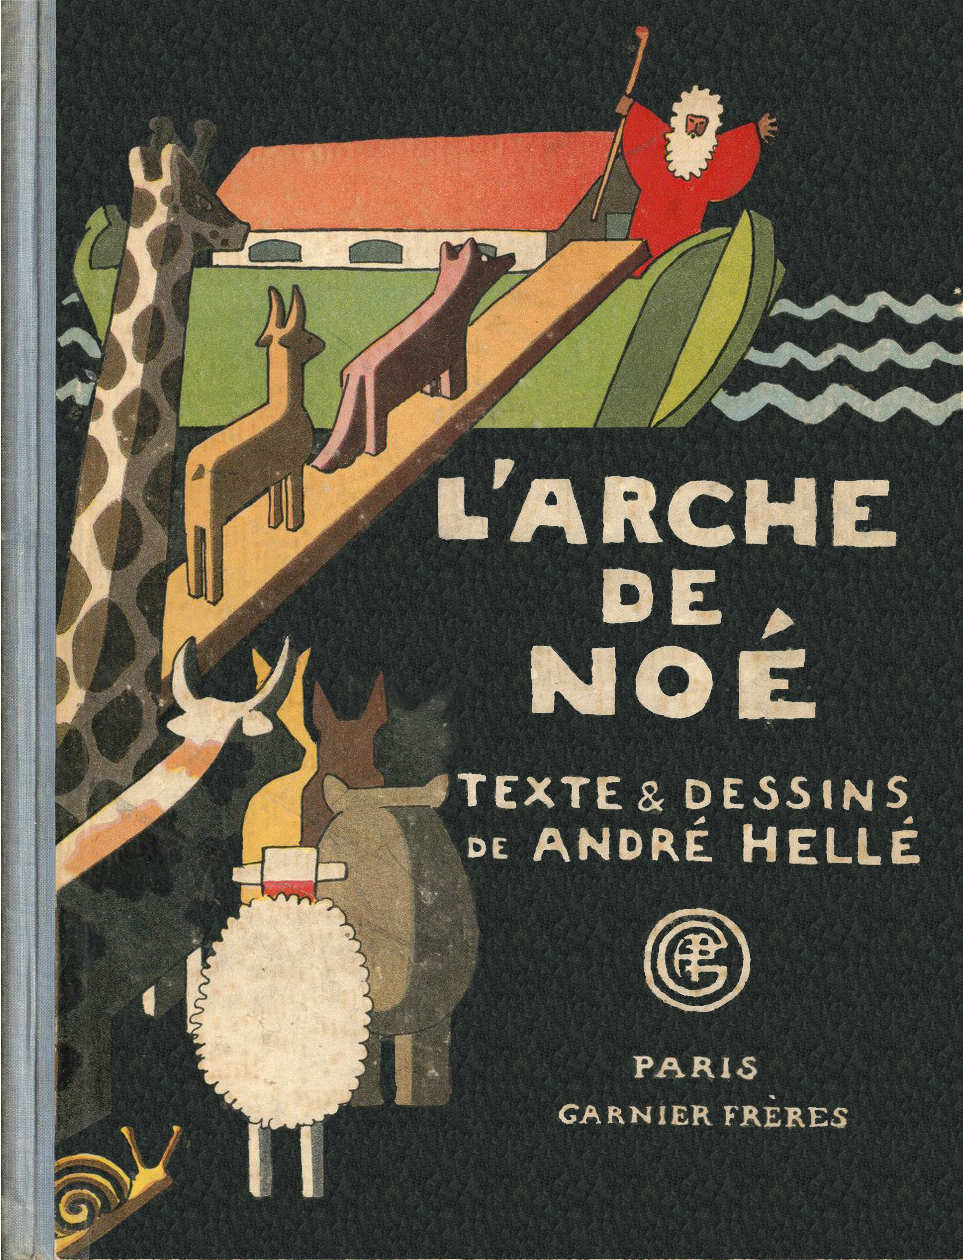 L'ARCHE
DE
NOÉ
TEXTE & DESSINS
DE ANDRÉ HELLÉ
PARIS
GARNIER FRÈRES